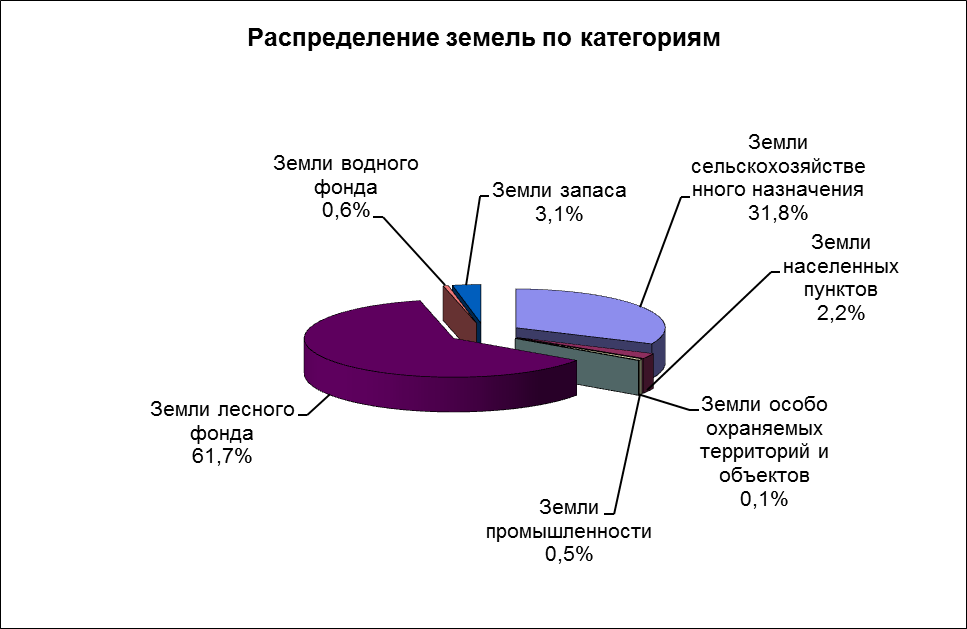 Распределение земель по категориям
Земли водного
фонда
0,6%
Земли запаса
3,1%
Земли
сельскохозяйстве
нного назначения
31,8%
Земли
населенных
пунктов
2,2%
Земли особо
охраняемых
территорий и
объектов
0,1%
Земли
промышленности
0,5%
Земли лесного
фонда
61,7%